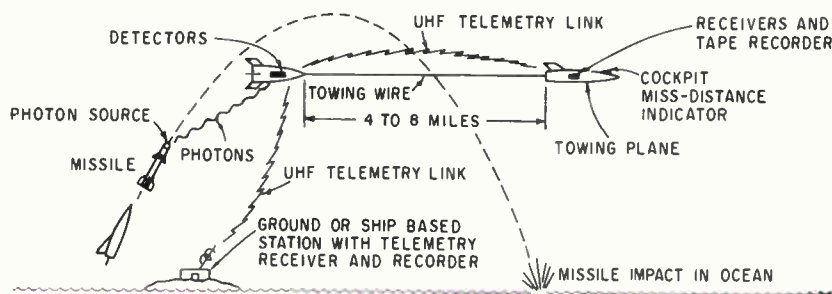 UHF TELEMETRY LINK
RECEIVERS AND
TAPE RECORDER
DETECTORS
COCKPIT
MISS-DISTANCE
INDICATOR
TOWING WIRE
PHOTON SOURCE
4 TO 8 MILES
TOWING PLANE
PHOTONS
MISSILE
UHF TELEMETRY LINK
GROUND OR SHIP BASED
STATION WITH TELEMETRY
RECEIVER AND RECORDER
MISSILE IMPACT IN OCEAN